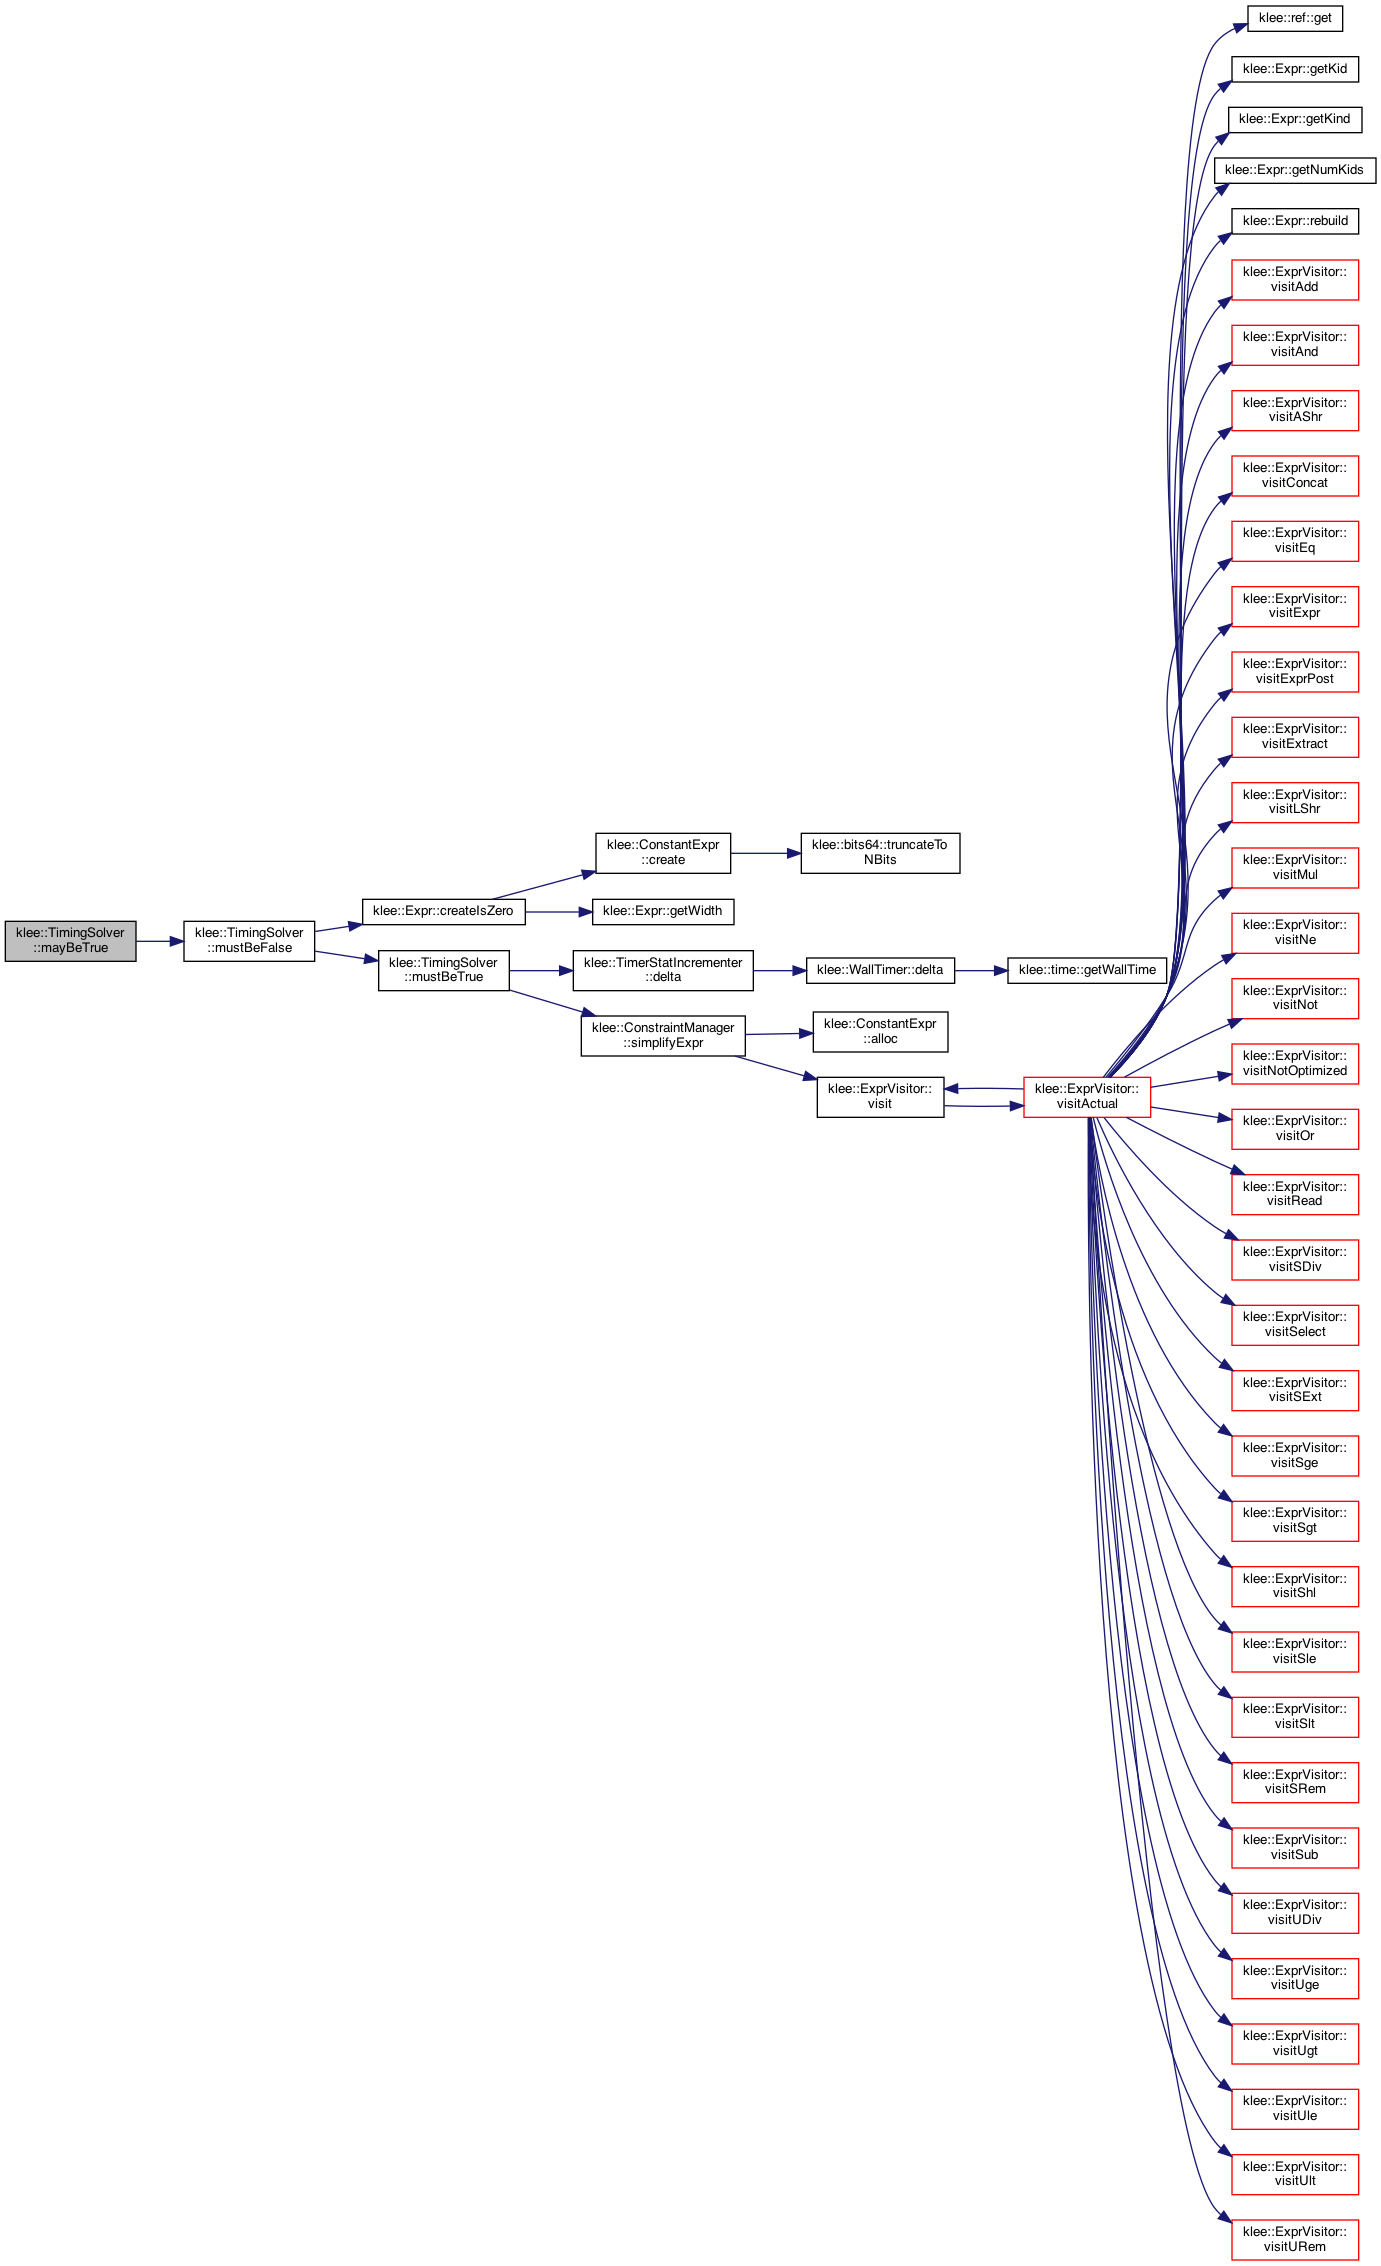 klee::ref::get
klee::Expr::getKid
klee::Expr::getKind
klee::Expr::getNumKids
klee::Expr::rebuild
klee::ExprVisitor::
visitAdd
klee::ExprVisitor::
visitAnd
klee::ExprVisitor::
visitAShr
klee::ExprVisitor::
visitConcat
klee::ExprVisitor::
visitEq
klee::ExprVisitor::
visitExpr
klee::ExprVisitor::
visitExprPost
klee::ExprVisitor::
visitExtract
klee::ExprVisitor::
visitLShr
klee::ExprVisitor::
visitMul
klee::ExprVisitor::
visitNe
klee::ExprVisitor::
visitNot
klee::ExprVisitor::
visitNotOptimized
klee::ExprVisitor::
visitOr
klee::ExprVisitor::
visitRead
klee::ExprVisitor::
visitSDiv
klee::ExprVisitor::
visitSelect
klee::ExprVisitor::
visitSExt
klee::ExprVisitor::
visitSge
klee::ExprVisitor::
visitSgt
klee::ExprVisitor::
visitShl
klee::ExprVisitor::
visitSle
klee::ExprVisitor::
visitSlt
klee::ExprVisitor::
visitSRem
klee::ExprVisitor::
visitSub
klee::ExprVisitor::
visitUDiv
klee::ExprVisitor::
visitUge
klee::ExprVisitor::
visitUgt
klee::ExprVisitor::
visitUle
klee::ExprVisitor::
visitUlt
klee::ExprVisitor::
visitURem
klee::TimingSolver
::mayBeTrue
klee::TimingSolver
::mustBeFalse
klee::Expr::createIsZero
klee::ConstantExpr
::create
klee::bits64::truncateTo
NBits
klee::Expr::getWidth
klee::TimingSolver
::mustBeTrue
klee::TimerStatIncrementer
::delta
klee::WallTimer::delta
klee::time::getWallTime
klee::ConstraintManager
::simplifyExpr
klee::ConstantExpr
::alloc
klee::ExprVisitor::
visit
klee::ExprVisitor::
visitActual